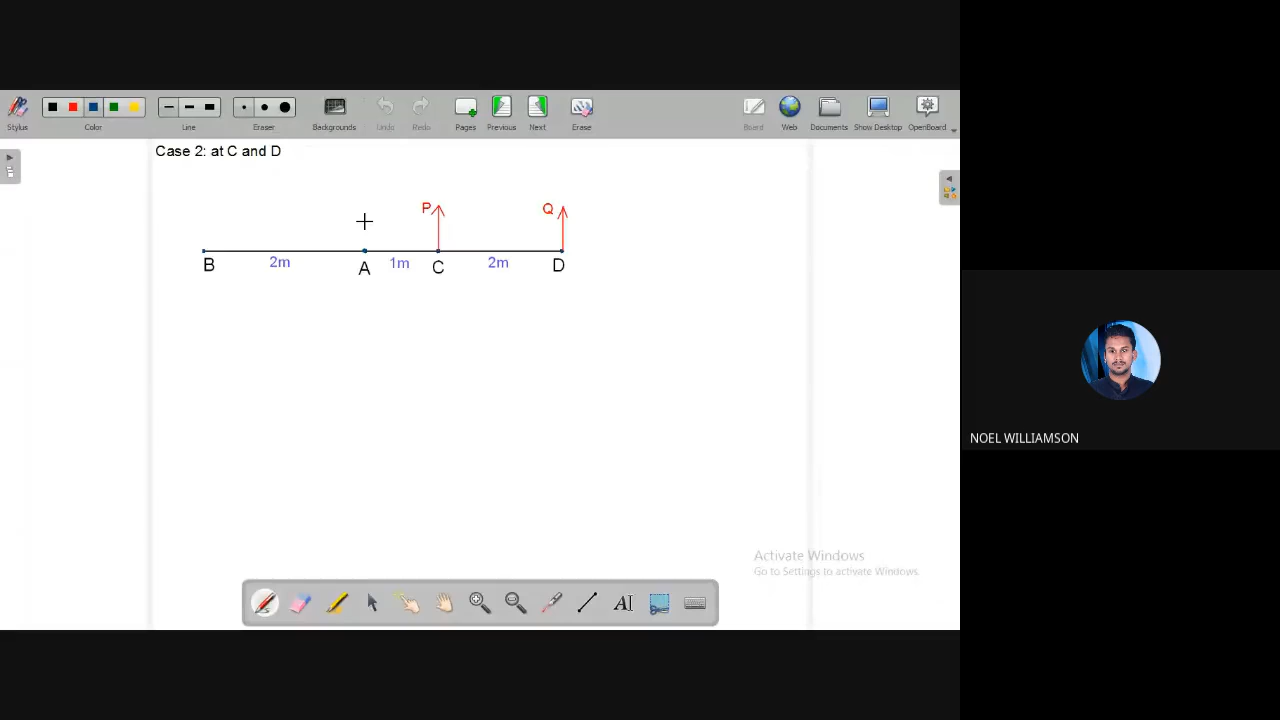 Stylus
Color
Line
Eraser
Backgrounds
Undo
Redo
Pages
Previous
Next
Erase
Board
Web
Documents
Show Desktop
OpenBoard
Case 2: at C and D
P
Q
B
2m
A
1m
C
2m
D
NOEL WILLIAMSON
Activate Windows
Go to Settings to activate Windows.
AI